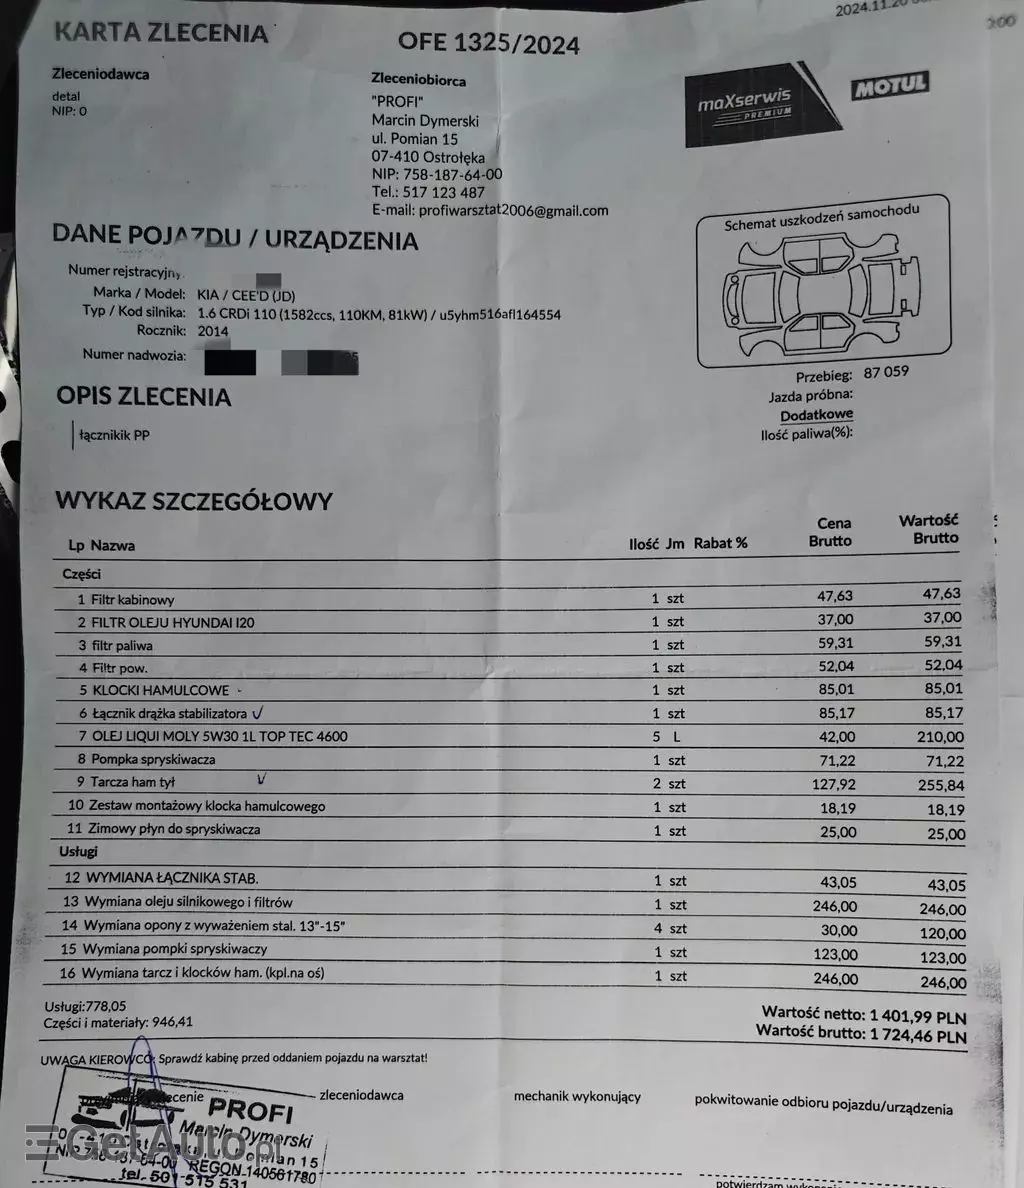 2024.11.20
200
KARTA ZLECENIA
OFE 1325/2024
Zleceniodawca
detal
NIP: 0
Zleceniobiorca
"PROFI"
Marcin Dymerski
ul. Pomian 15
07-410 Ostrołęka
NIP: 758-187-64-00
Tel.: 517 123 487
E-mail: profiwarsztat2006@gmail.com
maXserwis
PREMIUM
MOTUL
DANE POJAZDU / URZĄDZENIA
Numer rejstracyjny.
Marka / Model: KIA / CEE'D (JD)
Typ / Kod silnika: 1.6 CRDi 110 (1582ccs, 110KM, 81kW) / u5yhm516afl164554
Rocznik: 2014
Numer nadwozia:
Schemat uszkodzeń samochodu
Przebieg: 87 059
Jazda próbna:
Dodatkowe
Ilość paliwa(%):
OPIS ZLECENIA
łącznikik PP
WYKAZ SZCZEGÓŁOWY
Lp Nazwa Ilość Jm Rabat % Cena Brutto Wartość Brutto
Części
1 Filtr kabinowy 1 szt 47,63 47,63
2 FILTR OLEJU HYUNDAI I20 1 szt 37,00 37,00
3 filtr paliwa 1 szt 59,31 59,31
4 Filtr pow. 1 szt 52,04 52,04
5 KLOCKI HAMULCOWE - 1 szt 85,01 85,01
6 Łącznik drążka stabilizatora 1 szt 85,17 85,17
7 OLEJ LIQUI MOLY 5W30 1L TOP TEC 4600 5 L 42,00 210,00
8 Pompka spryskiwacza 1 szt 71,22 71,22
9 Tarcza ham tył 2 szt 127,92 255,84
10 Zestaw montażowy klocka hamulcowego 1 szt 18,19 18,19
11 Zimowy płyn do spryskiwacza 1 szt 25,00 25,00
Usługi
12 WYMIANA ŁĄCZNIKA STAB. 1 szt 43,05 43,05
13 Wymiana oleju silnikowego i filtrów 1 szt 246,00 246,00
14 Wymiana opony z wyważeniem stal. 13"-15" 4 szt 30,00 120,00
15 Wymiana pompki spryskiwaczy 1 szt 123,00 123,00
16 Wymiana tarcz i klocków ham. (kpl.na oś) 1 szt 246,00 246,00
Usługi:778,05
Części i materiały: 946,41
Wartość netto: 1 401,99 PLN
Wartość brutto: 1 724,46 PLN
UWAGA KIEROWCO: Sprawdź kabinę przed oddaniem pojazdu na warsztat!
zleceniodawca
mechanik wykonujący
pokwitowanie odbioru pojazdu/urządzenia
PROFI
Marcin Dymerski
REGON 140561780
tel. 501 515 531
GetAuto.pl